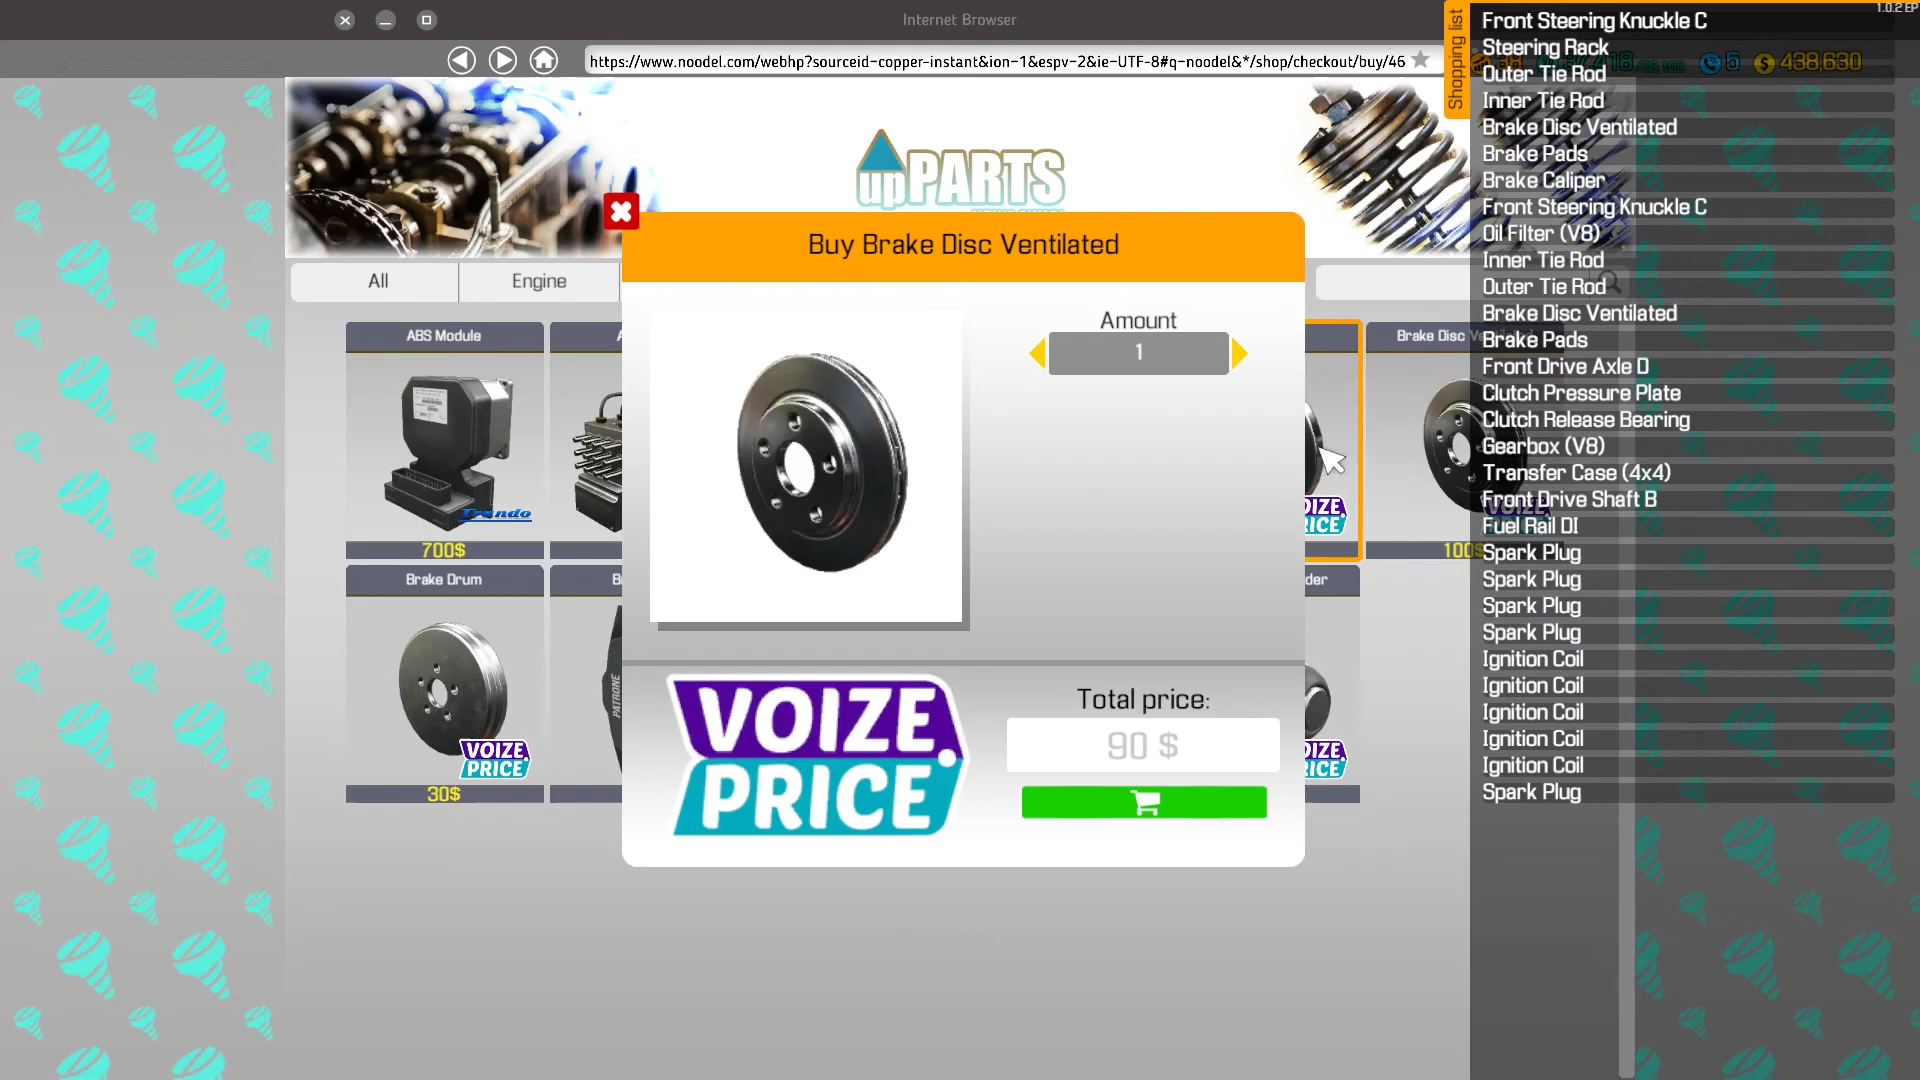 Internet Browser
1.0.2 EP
https://www.noodel.com/webhp?sourceid-copper-instant&ion-1&espv-2&ie-UTF-8#q-noodel&*/shop/checkout/buy/46
5
438,630
upPARTS
All
Engine
Buy Brake Disc Ventilated
Amount
1
VOIZE.
PRICE
Total price:
90 $
ABS Module
Trando
700$
Brake Disc
100$
Brake Drum
VOIZE
PRICE
30$
PATRONE
Shopping list
Front Steering Knuckle C
Steering Rack
Outer Tie Rod
Inner Tie Rod
Brake Disc Ventilated
Brake Pads
Brake Caliper
Front Steering Knuckle C
Oil Filter (V8)
Inner Tie Rod
Outer Tie Rod
Brake Disc Ventilated
Brake Pads
Front Drive Axle D
Clutch Pressure Plate
Clutch Release Bearing
Gearbox (V8)
Transfer Case (4x4)
Front Drive Shaft B
Fuel Rail DI
Spark Plug
Spark Plug
Spark Plug
Spark Plug
Ignition Coil
Ignition Coil
Ignition Coil
Ignition Coil
Ignition Coil
Spark Plug